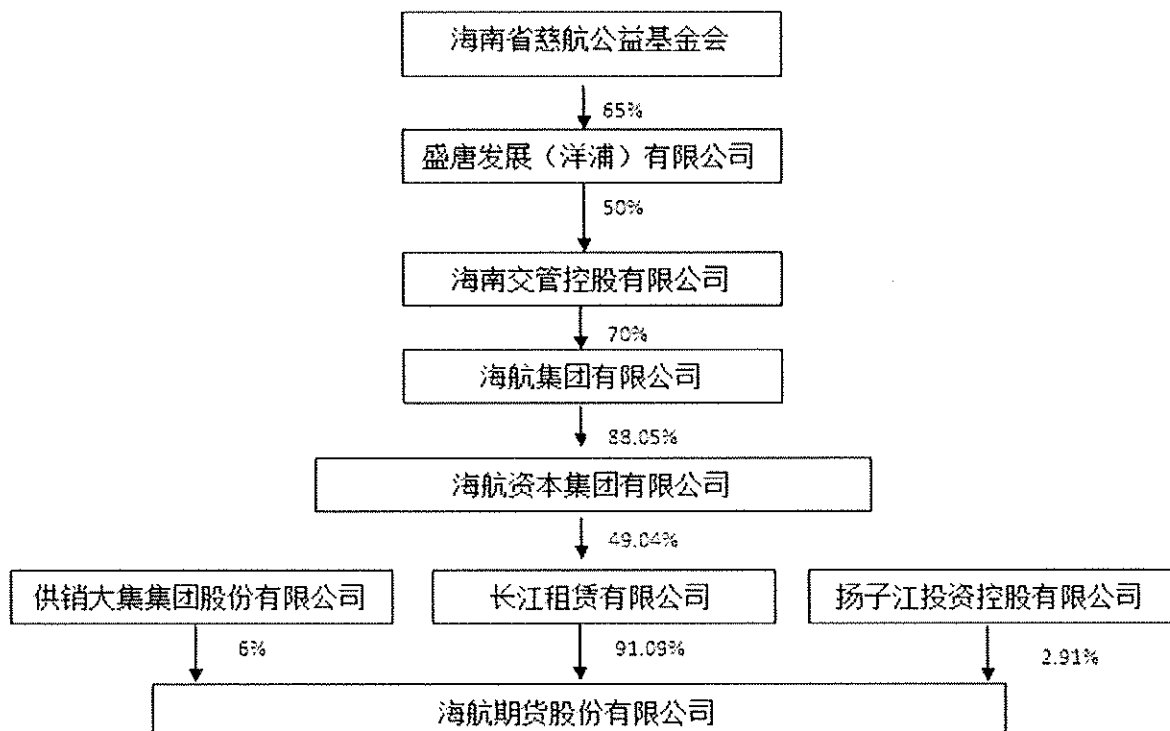 海南省慈航公益基金会
65%
盛唐发展（洋浦）有限公司
50%
海南交管控股有限公司
70%
海航集团有限公司
88.05%
海航资本集团有限公司
49.04%
供销大集集团股份有限公司
长江租赁有限公司
扬子江投资控股有限公司
6%
91.09%
2.91%
海航期货股份有限公司